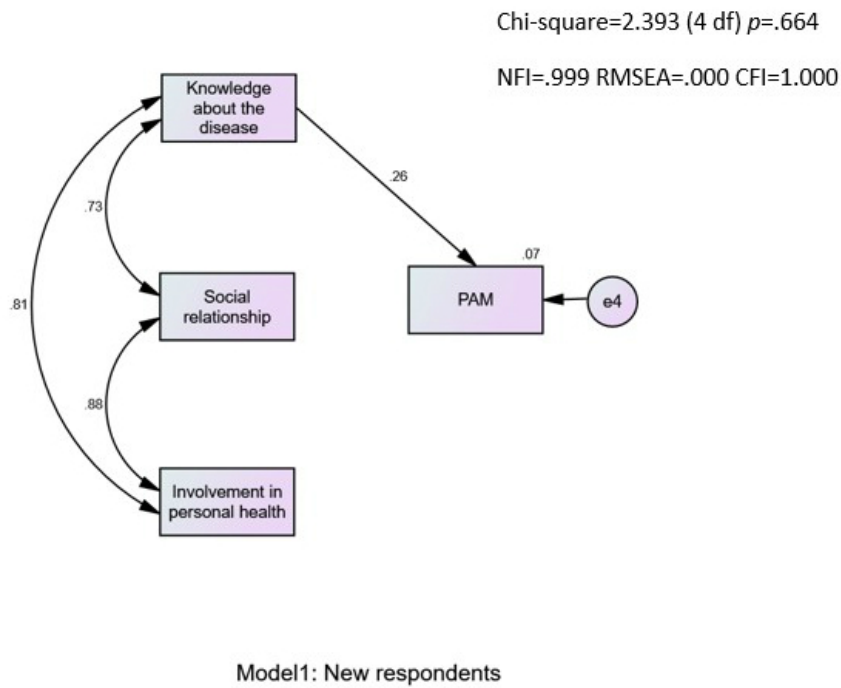 Chi-square=2.393 (4 df) p=.664
NFI=.999 RMSEA=.000 CFI=1.000
Knowledge
about the
disease
.26
.73
.07
Social
relationship
PAM
e4
.81
.88
Involvement in
personal health
Model1: New respondents